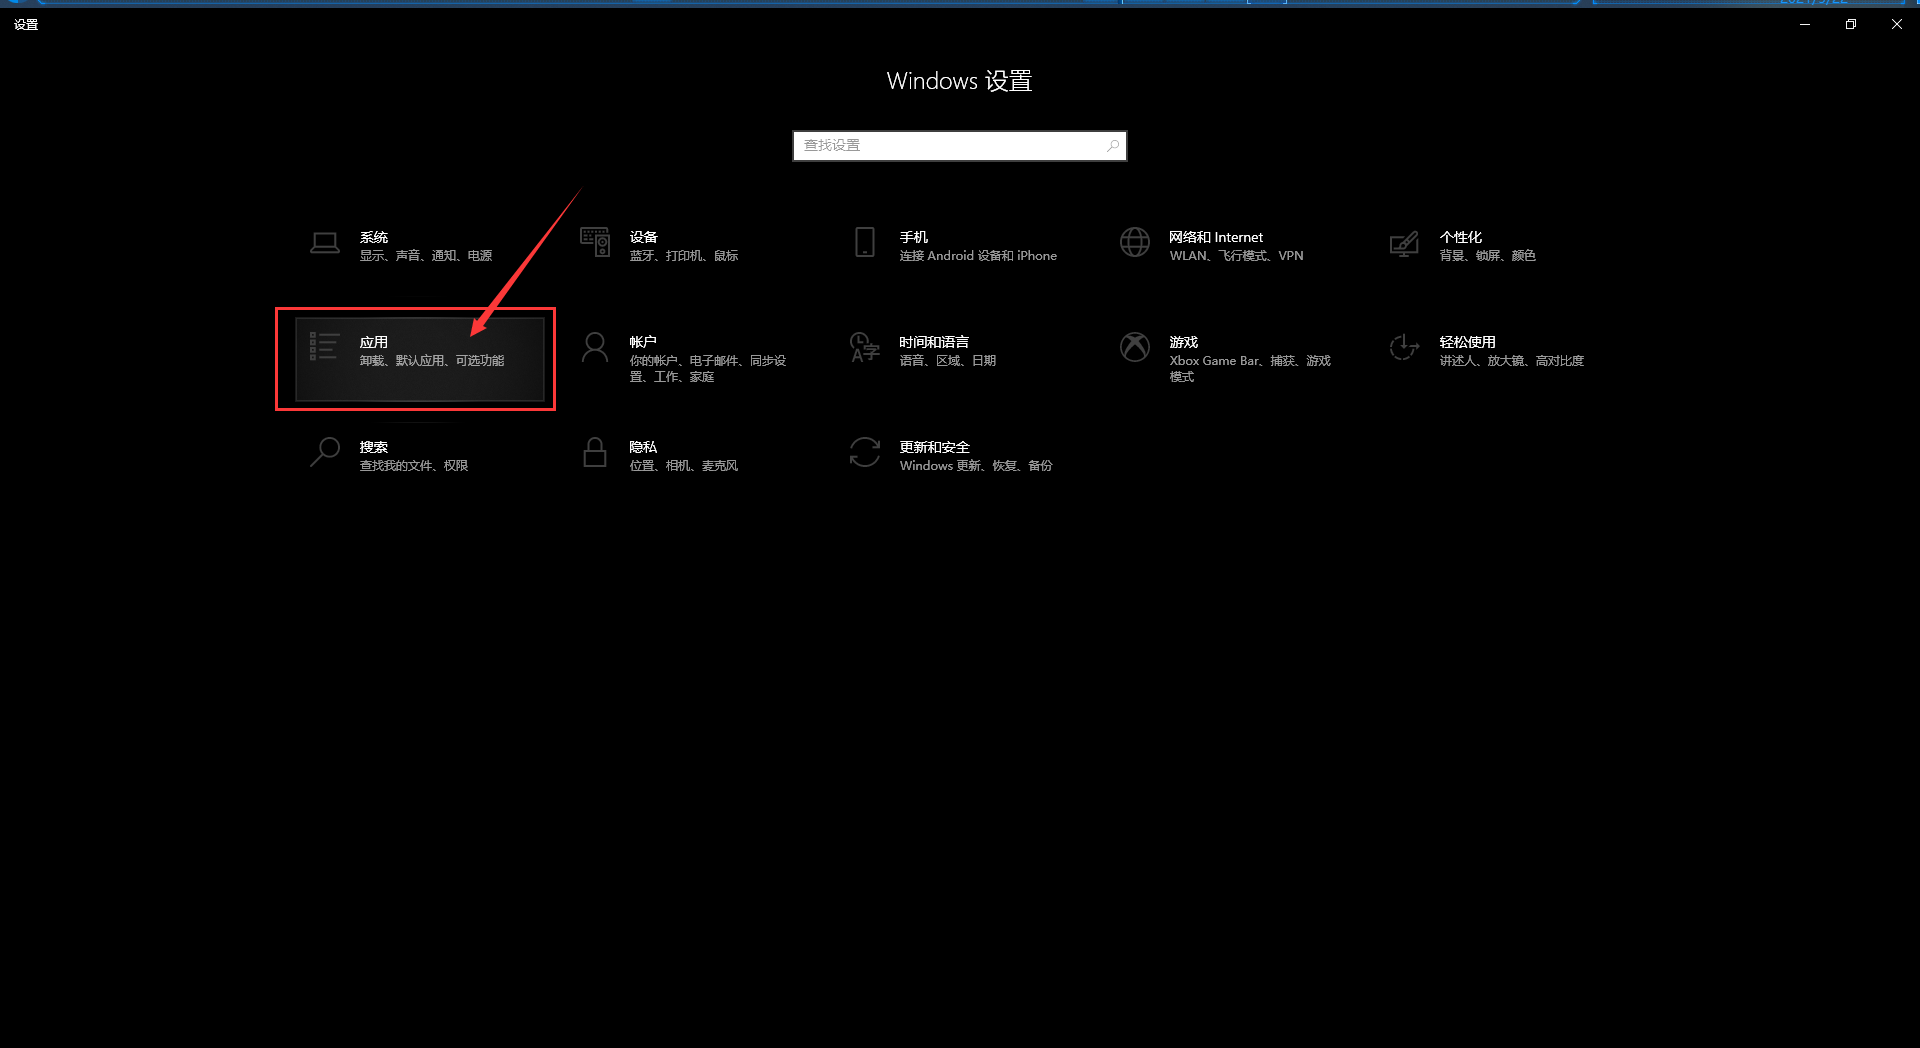 设置
Windows 设置
查找设置
系统
显示、声音、通知、电源
设备
蓝牙、打印机、鼠标
手机
连接 Android 设备和 iPhone
网络和 Internet
WLAN、飞行模式、VPN
个性化
背景、锁屏、颜色
应用
卸载、默认应用、可选功能
帐户
你的帐户、电子邮件、同步设
置、工作、家庭
时间和语言
语音、区域、日期
游戏
Xbox Game Bar、捕获、游戏
模式
轻松使用
讲述人、放大镜、高对比度
搜索
查找我的文件、权限
隐私
位置、相机、麦克风
更新和安全
Windows 更新、恢复、备份